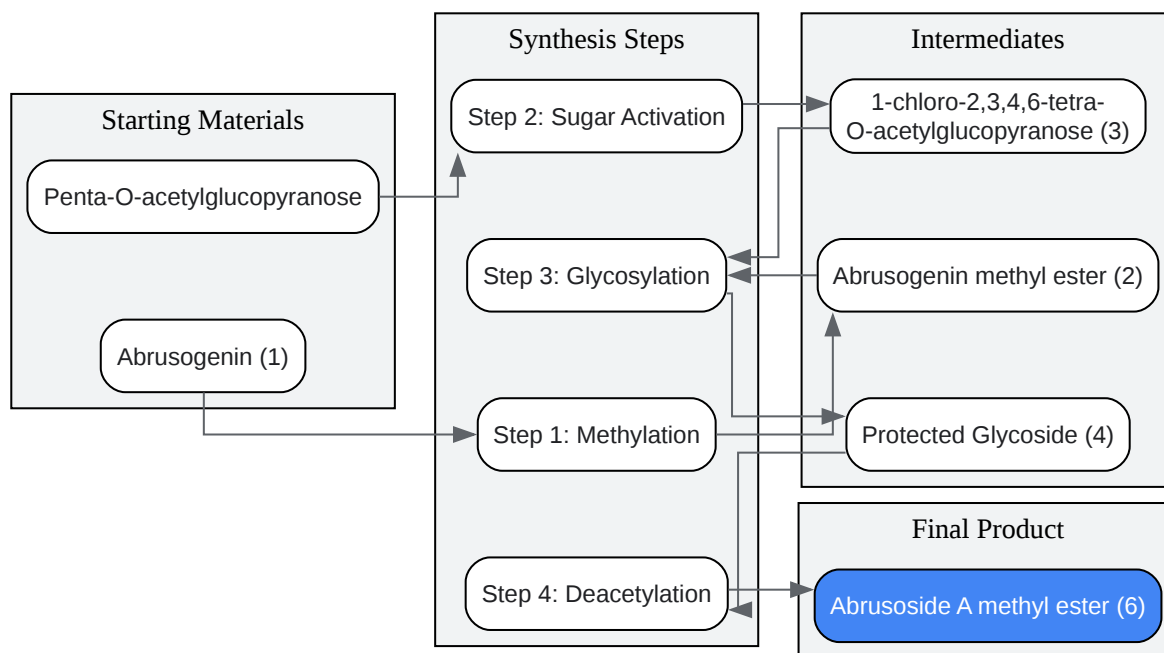 Starting Materials
Penta-O-acetylglucopyranose
Abrusogenin (1)
Synthesis Steps
Step 2: Sugar Activation
Step 3: Glycosylation
Step 1: Methylation
Step 4: Deacetylation
Intermediates
1-chloro-2,3,4,6-tetra-
O-acetylglucopyranose (3)
Abrusogenin methyl ester (2)
Protected Glycoside (4)
Final Product
Abrusoside A methyl ester (6)